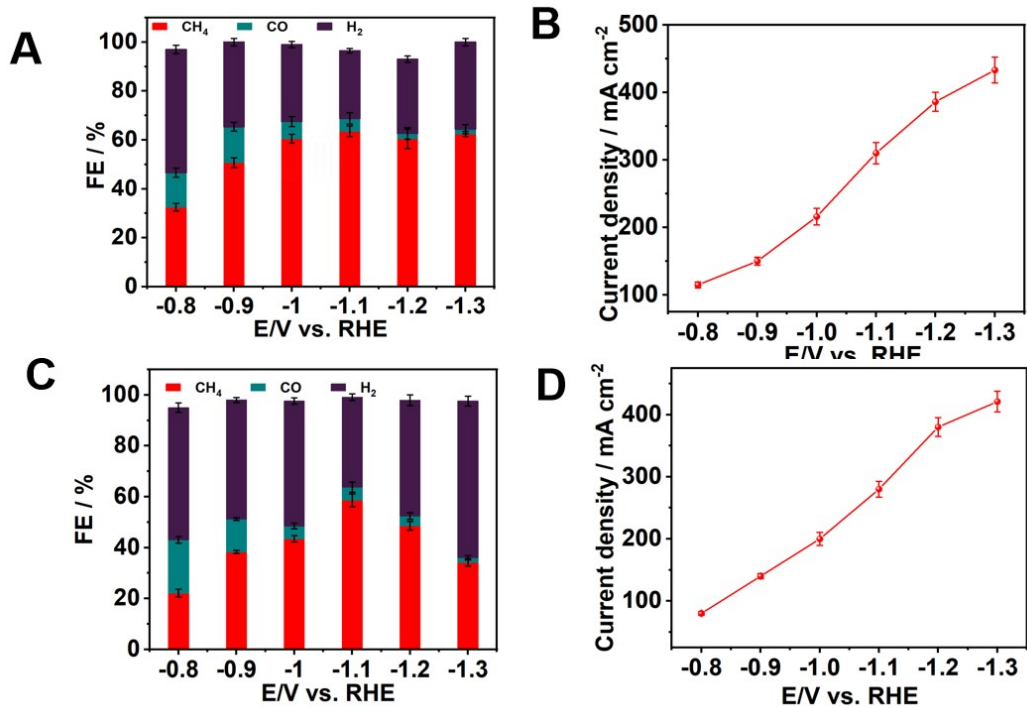 A
CH₄ CO H₂
FE / %
100
80
60
40
20
0
-0.8 -0.9 -1 -1.1 -1.2 -1.3
E/V vs. RHE
B
Current density / mA cm⁻²
500
400
300
200
100
-0.8 -0.9 -1.0 -1.1 -1.2 -1.3
E/V vs. RHE
C
CH₄ CO H₂
FE / %
100
80
60
40
20
0
-0.8 -0.9 -1 -1.1 -1.2 -1.3
E/V vs. RHE
D
Current density / mA cm⁻²
400
300
200
100
-0.8 -0.9 -1.0 -1.1 -1.2 -1.3
E/V vs. RHE